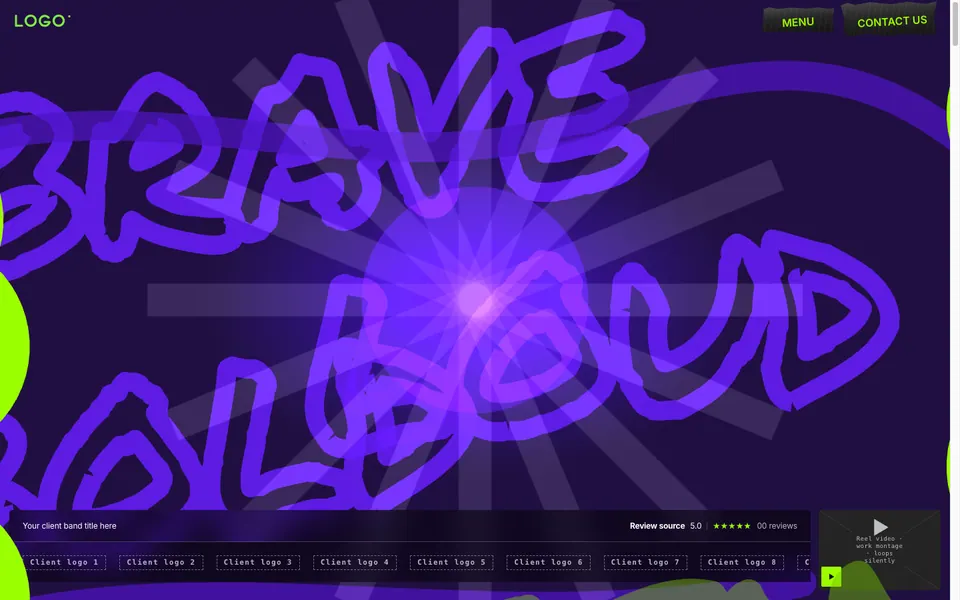 LOGO
MENU
CONTACT US
BRAVE
LOUD
BOLD
Your client band title here
Review source 5.0 | ★★★★★ 00 reviews
Client logo 1
Client logo 2
Client logo 3
Client logo 4
Client logo 5
Client logo 6
Client logo 7
Client logo 8
C
Reel video -
work montage
- loops
silently